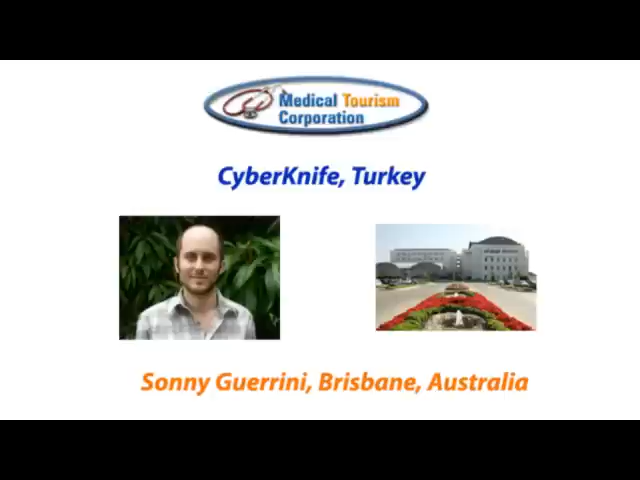 Medical Tourism
Corporation
CyberKnife, Turkey
Sonny Guerrini, Brisbane, Australia